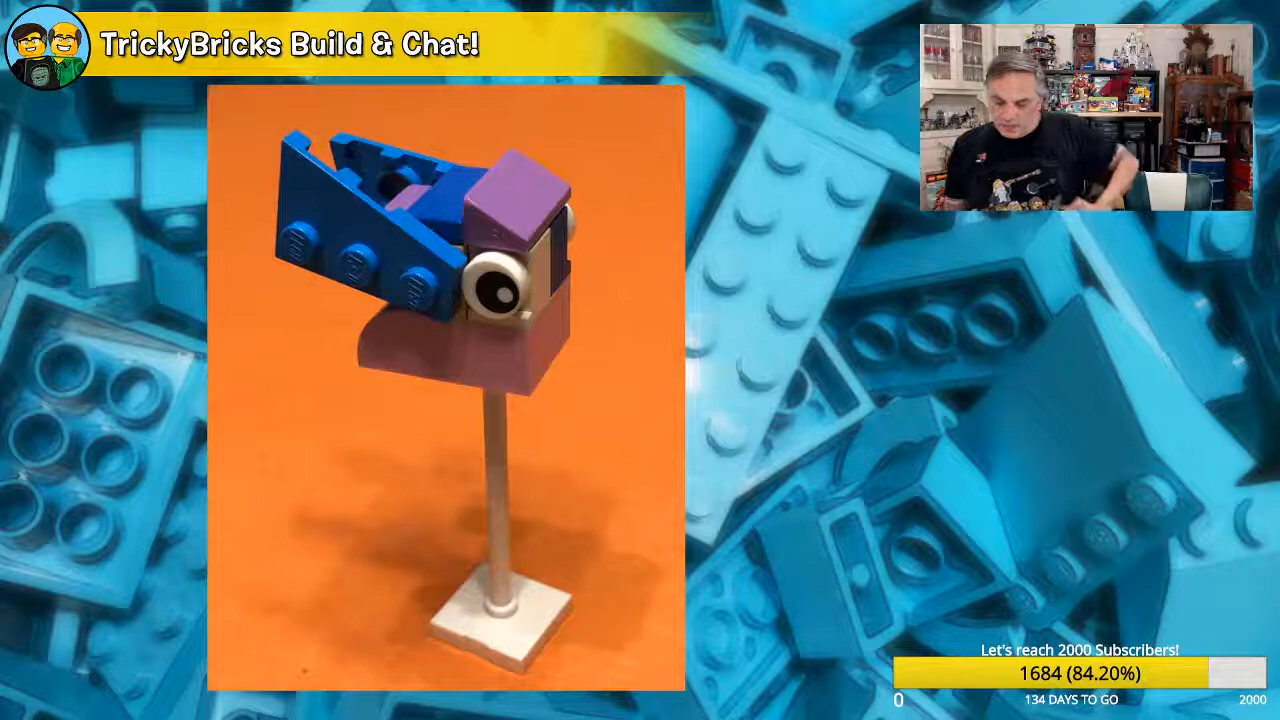 TrickyBricks Build & Chat!
Let's reach 2000 Subscribers!
1684 (84.20%)
0
134 DAYS TO GO
2000